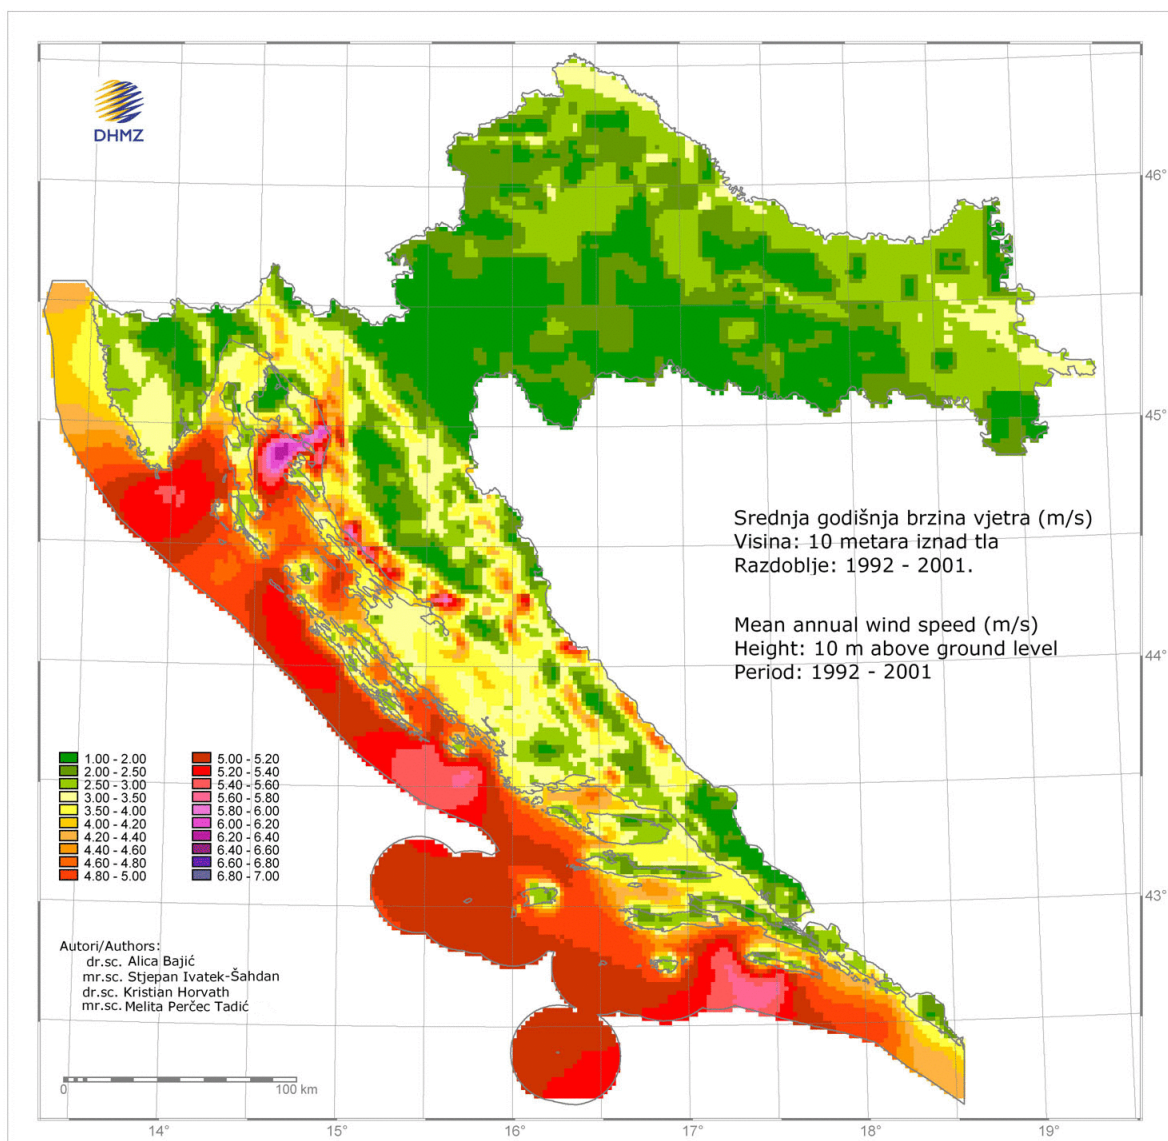 DHMZ
46°
45°
Srednja godišnja brzina vjetra (m/s)
Visina: 10 metara iznad tla
Razdoblje: 1992 - 2001.
Mean annual wind speed (m/s)
Height: 10 m above ground level
Period: 1992 - 2001
44°
1.00 - 2.00
2.00 - 2.50
2.50 - 3.00
3.00 - 3.50
3.50 - 4.00
4.00 - 4.20
4.20 - 4.40
4.40 - 4.60
4.60 - 4.80
4.80 - 5.00
5.00 - 5.20
5.20 - 5.40
5.40 - 5.60
5.60 - 5.80
5.80 - 6.00
6.00 - 6.20
6.20 - 6.40
6.40 - 6.60
6.60 - 6.80
6.80 - 7.00
43°
Autori/Authors:
dr.sc. Alica Bajić
mr.sc. Stjepan Ivatek-Šahdan
dr.sc. Kristian Horvath
mr.sc. Melita Perčec Tadić
0 100 km
14° 15° 16° 17° 18° 19°